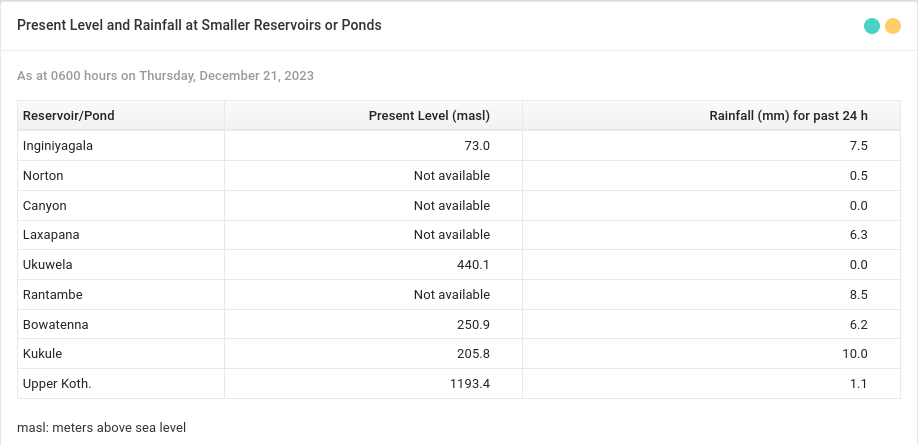 Present Level and Rainfall at Smaller Reservoirs or Ponds
As at 0600 hours on Thursday, December 21, 2023
Reservoir/Pond Present Level (masl) Rainfall (mm) for past 24 h
Inginiyagala 73.0 7.5
Norton Not available 0.5
Canyon Not available 0.0
Laxapana Not available 6.3
Ukuwela 440.1 0.0
Rantambe Not available 8.5
Bowatenna 250.9 6.2
Kukule 205.8 10.0
Upper Koth. 1193.4 1.1
masl: meters above sea level